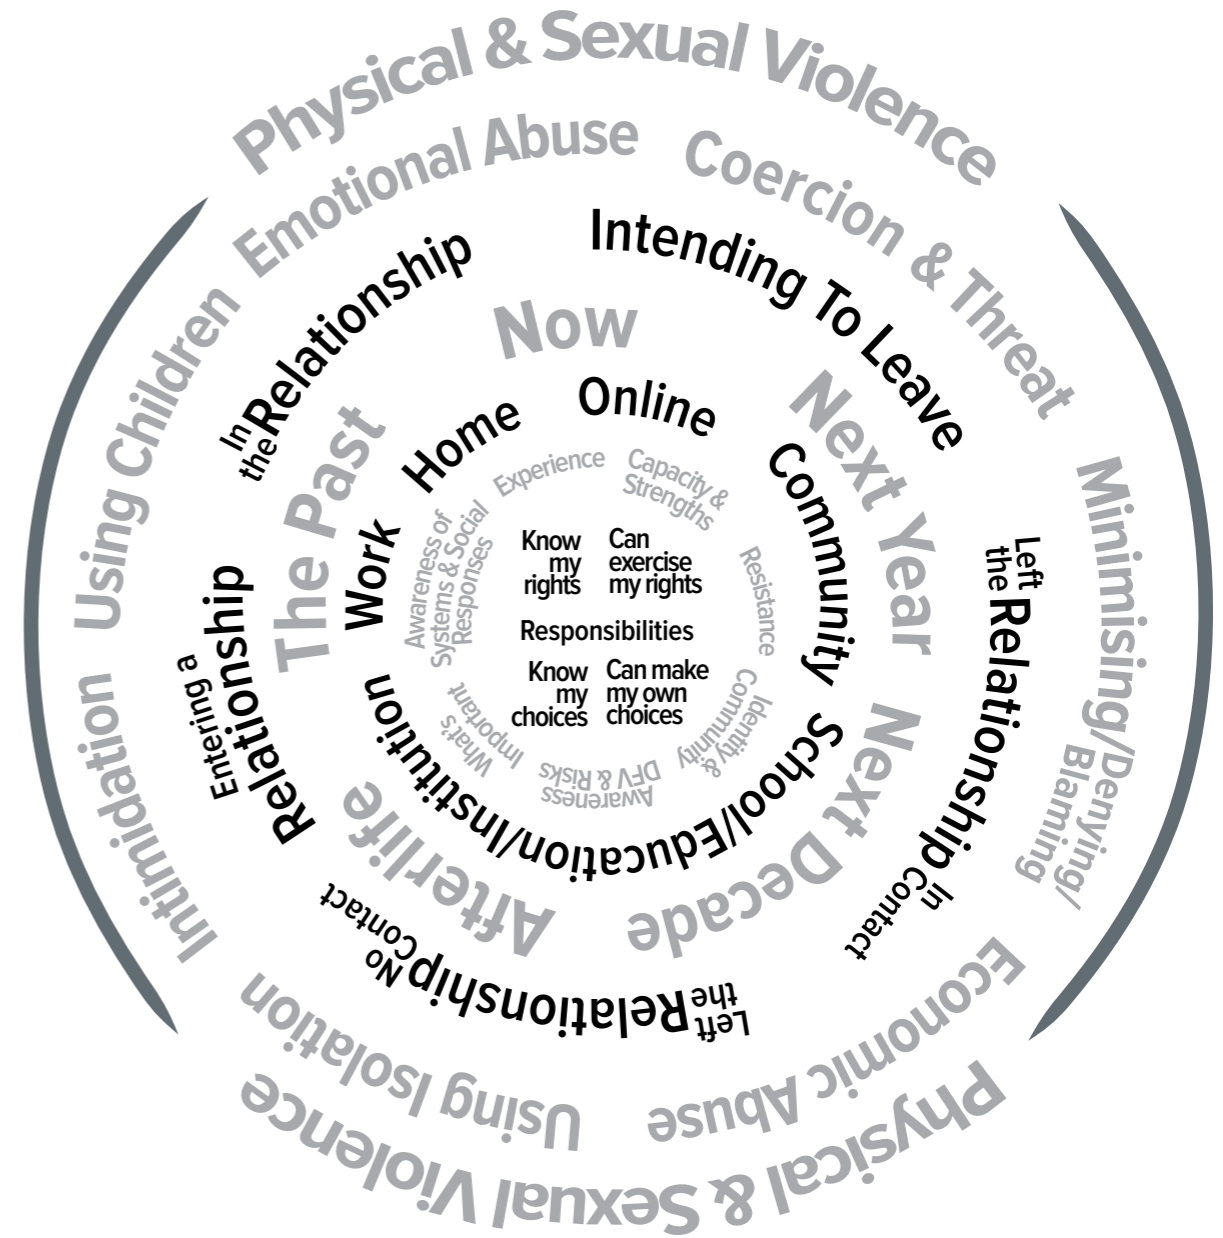 Physical & Sexual Violence
Emotional Abuse
Coercion & Threat
Minimising/Denying/
Blaming
Economic Abuse
Using Isolation
Intimidation
Using Children
Physical & Sexual Violence
In
the
Relationship
Intending To Leave
Left
the
Relationship
In
Contact
Left
the
Relationship
No
Contact
Entering a
Relationship
Now
Next Year
Next Decade
Afterlife
The Past
Home
Online
Community
School/Education/Institution
Work
Experience
Capacity &
Strengths
Resistance
Identity &
Community
Awareness
DFV & Risks
What's
Important
Awareness of
Systems & Social
Responses
Know
my
rights
Can
exercise
my rights
Responsibilities
Know
my
choices
Can make
my own
choices